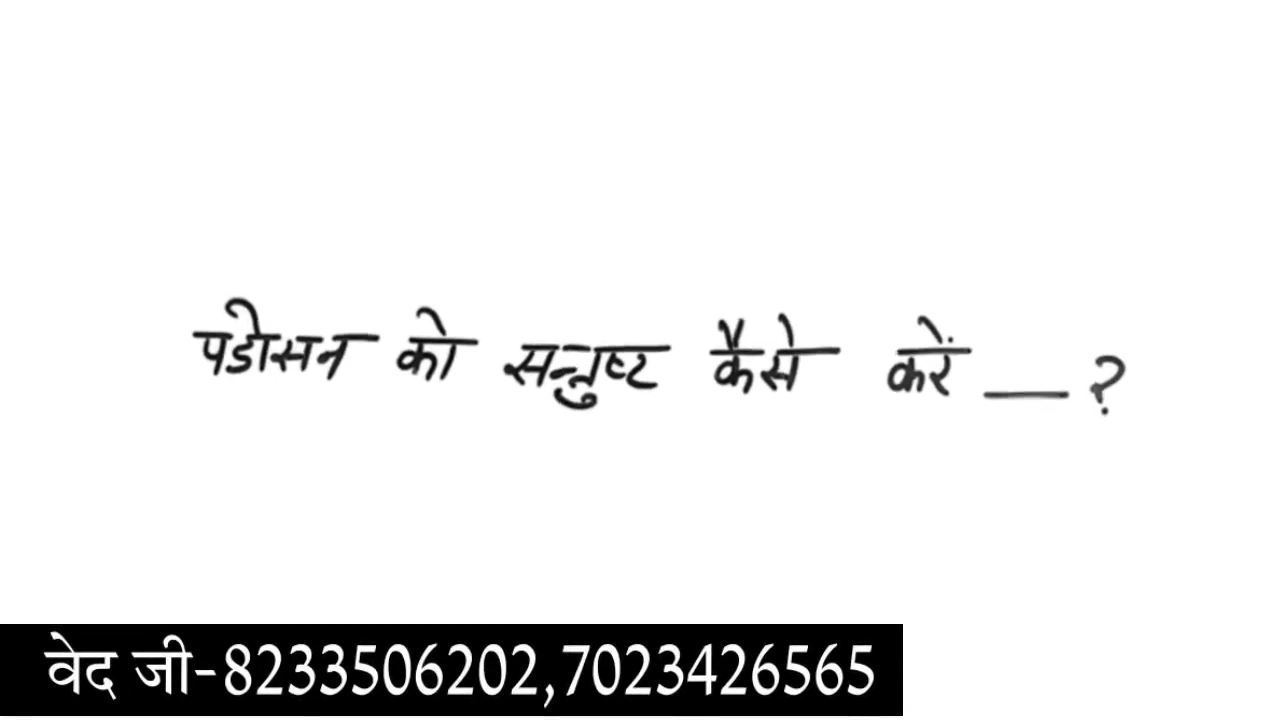 पडोसन को सन्तुष्ट कैसे करें __ ?
वेद जी-8233506202,7023426565